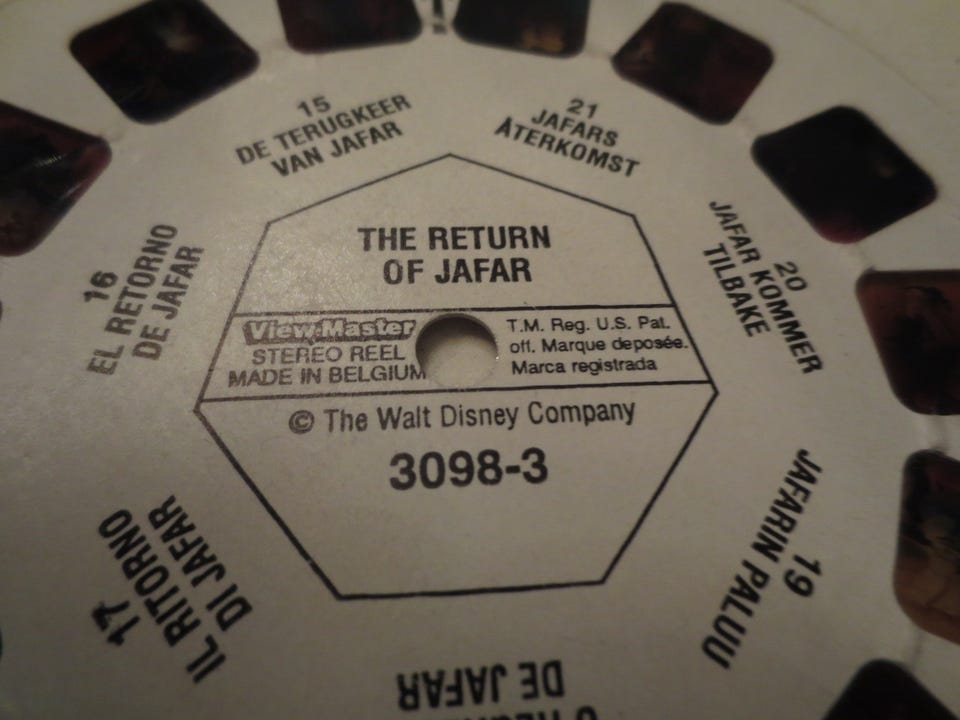 THE RETURN
OF JAFAR
View-Master
STEREO REEL
MADE IN BELGIUM
T.M. Reg. U.S. Pat.
off. Marque deposée.
Marca registrada
© The Walt Disney Company
3098-3
15
DE TERUGKEER
VAN JAFAR
16
EL RETORNO
DE JAFAR
17
IL RITORNO
DI JAFAR
DE JAFAR
19
JAFARIN PALUU
20
JAFAR KOMMER
TILBAKE
21
JAFARS
ÅTERKOMST